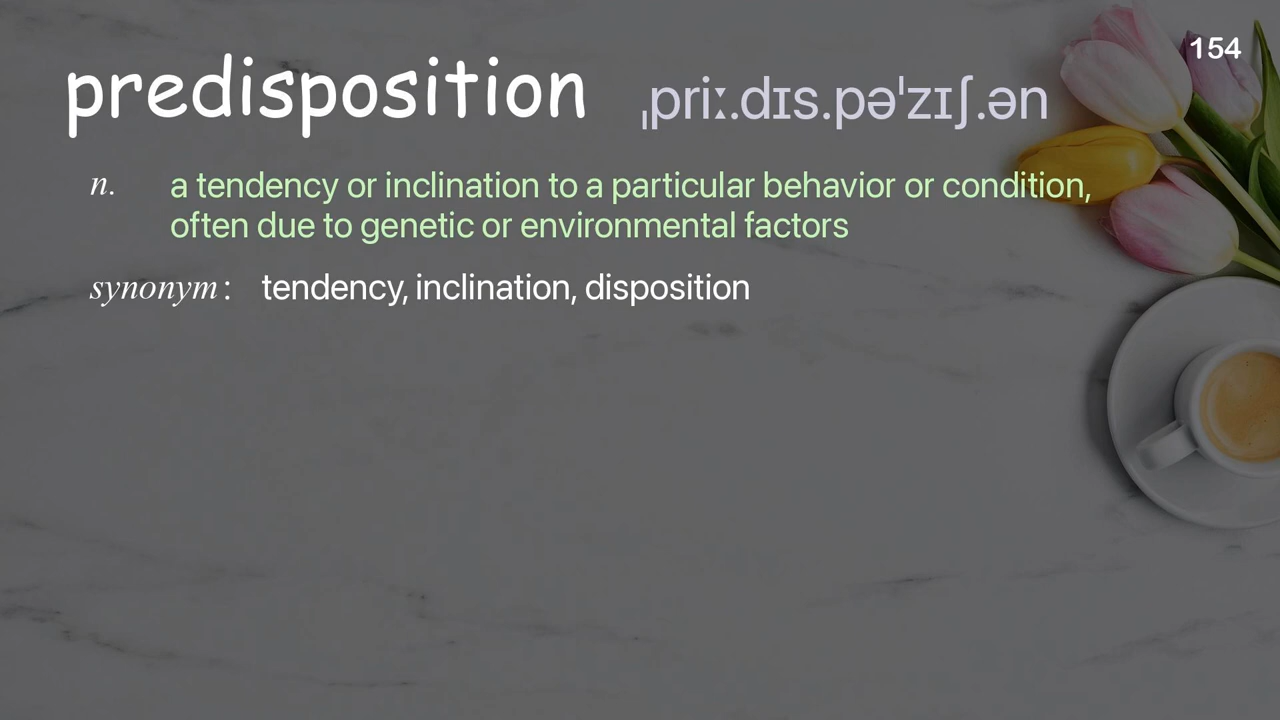 154
predisposition ˌpriː.dɪs.pəˈzɪʃ.ən
n. a tendency or inclination to a particular behavior or condition,
often due to genetic or environmental factors
synonym: tendency, inclination, disposition